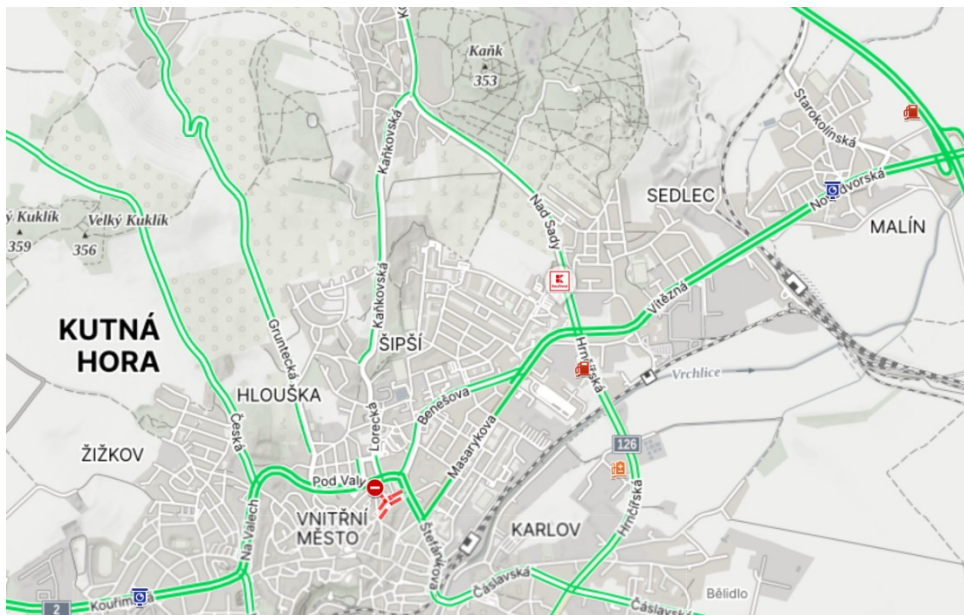 Kaňk
353
Kaňkovská
Starokolínská
Nad Sady
SEDLEC
Novodvorská
MALÍN
Velký Kuklík
356
ý Kuklík
359
Kaňkovská
Vítězná
KUTNÁ
HORA
Gruntecká
ŠIPŠÍ
Hrnčířská
Vrchlice
HLOUŠKA
Benešova
Lorecká
Česká
Masarykova
ŽIŽKOV
126
Pod Valy
VNITŘNÍ
MĚSTO
Hrnčířská
KARLOV
Na Valech
Štefánikova
Čáslavská
Bělidlo
Kouřimská
2
Čáslavská